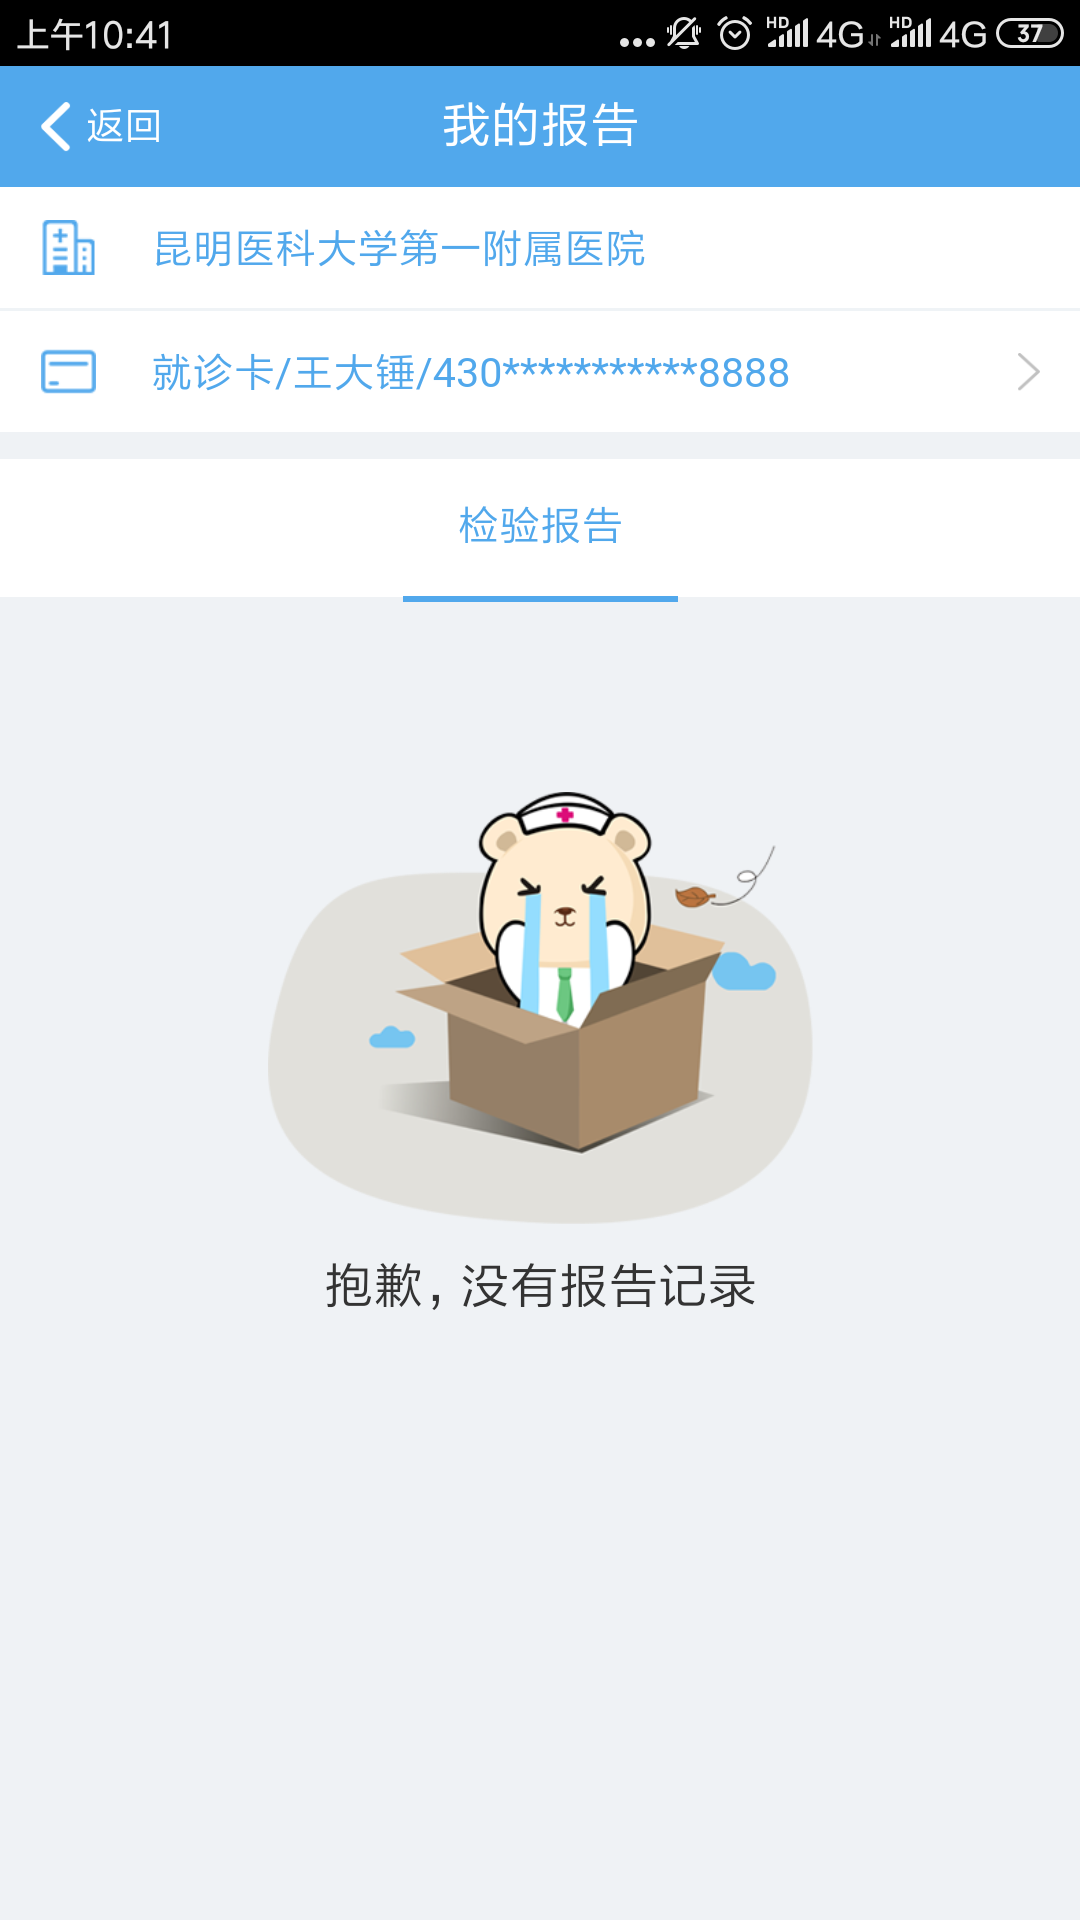 上午10:41
HD 4G HD 4G 37
返回
我的报告
昆明医科大学第一附属医院
就诊卡/王大锤/430***********8888
检验报告
抱歉，没有报告记录